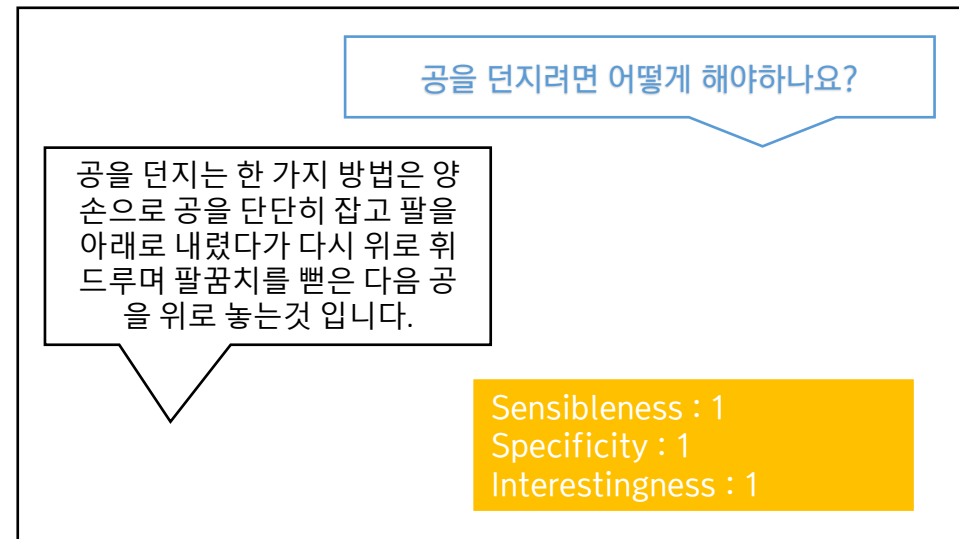 공을 던지려면 어떻게 해야하나요?
공을 던지는 한 가지 방법은 양
손으로 공을 단단히 잡고 팔을
아래로 내렸다가 다시 위로 휘
드루며 팔꿈치를 뻗은 다음 공
을 위로 놓는것 입니다.
Sensibleness : 1
Specificity : 1
Interestingness : 1